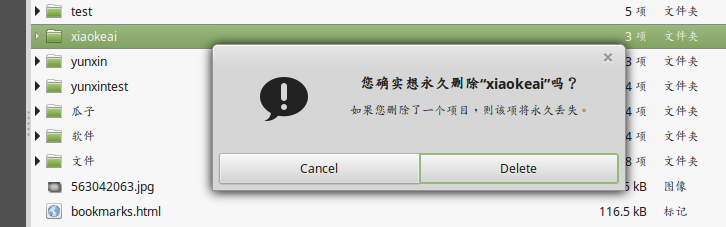 test 5 项 文件夹
xiaokeai 3 项 文件夹
yunxin 3 项 文件夹
yunxintest 4 项 文件夹
瓜子 4 项 文件夹
软件 4 项 文件夹
文件 8 项 文件夹
563042063.jpg kB 图像
bookmarks.html 116.5 kB 标记
您确实想永久删除“xiaokeai”吗？
如果您删除了一个项目，则该项将永久丢失。
Cancel Delete